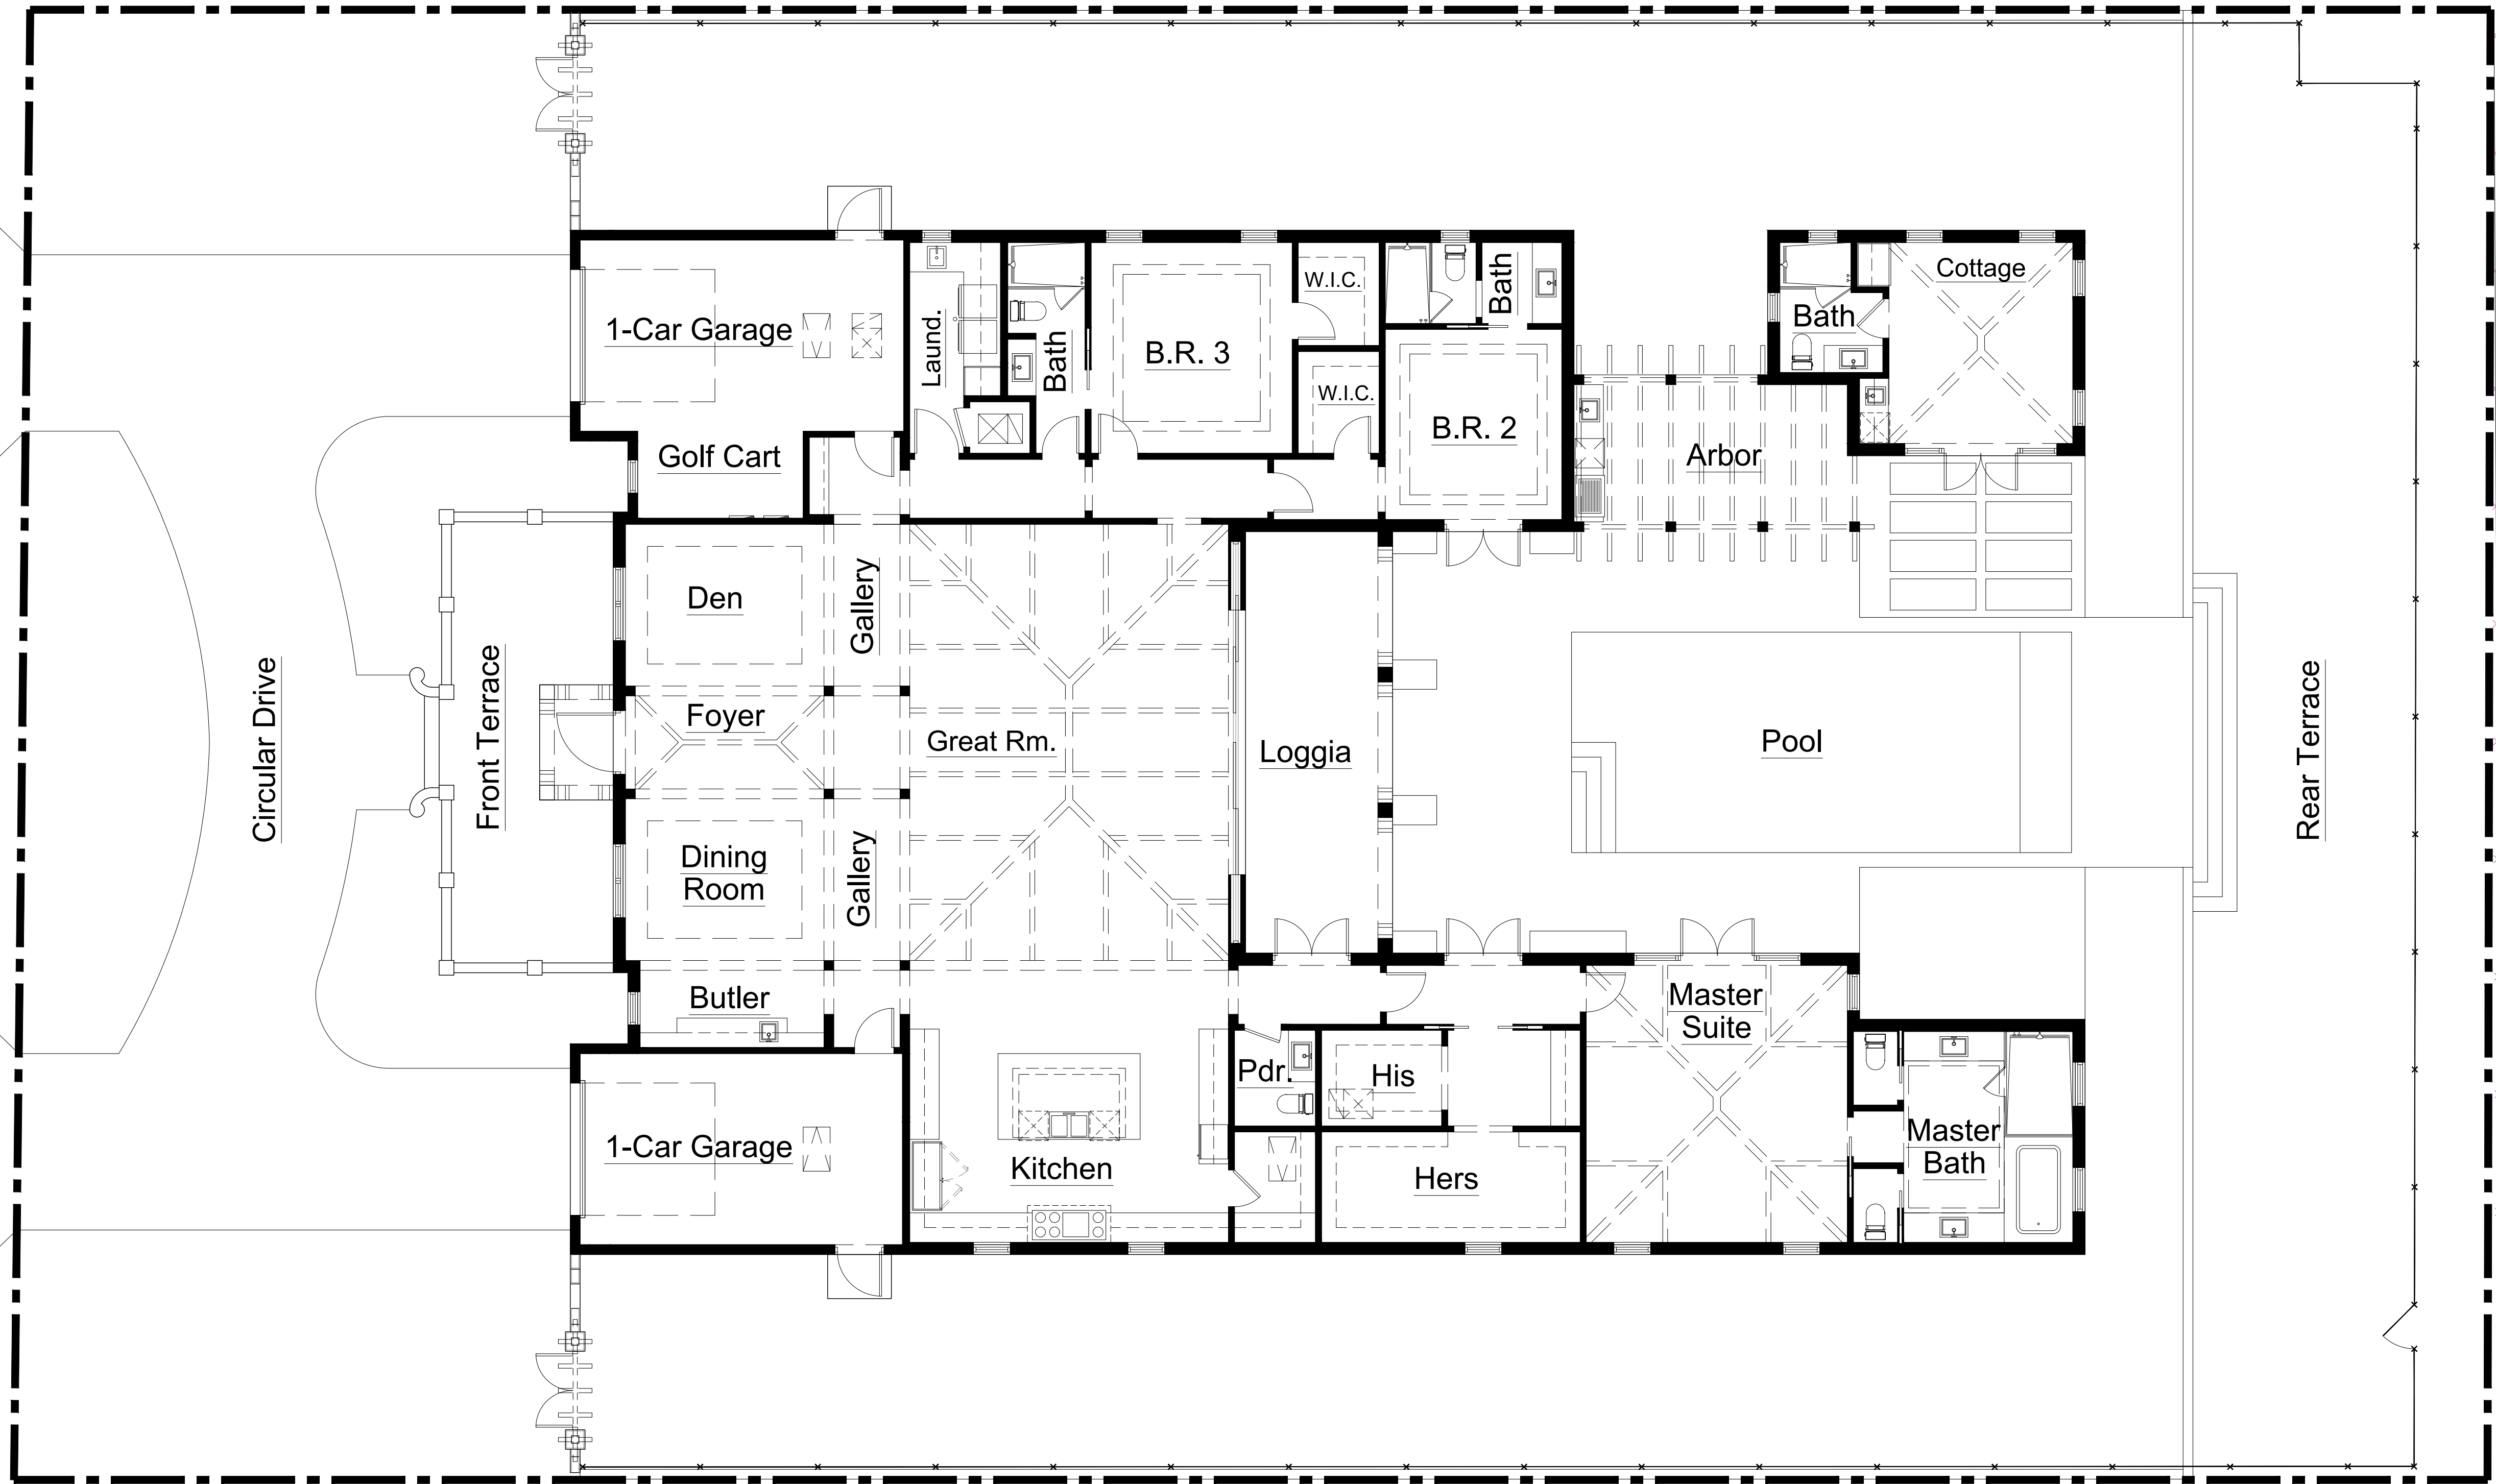 Cottage
W.I.C.
Bath
Bath
1-Car Garage
Laund.
Bath
B.R. 3
W.I.C.
B.R. 2
Golf Cart
Arbor
Den
Gallery
Circular Drive
Front Terrace
Foyer
Great Rm.
Loggia
Pool
Rear Terrace
Dining
Room
Gallery
Butler
Master
Suite
Pdr.
His
1-Car Garage
Kitchen
Hers
Master
Bath